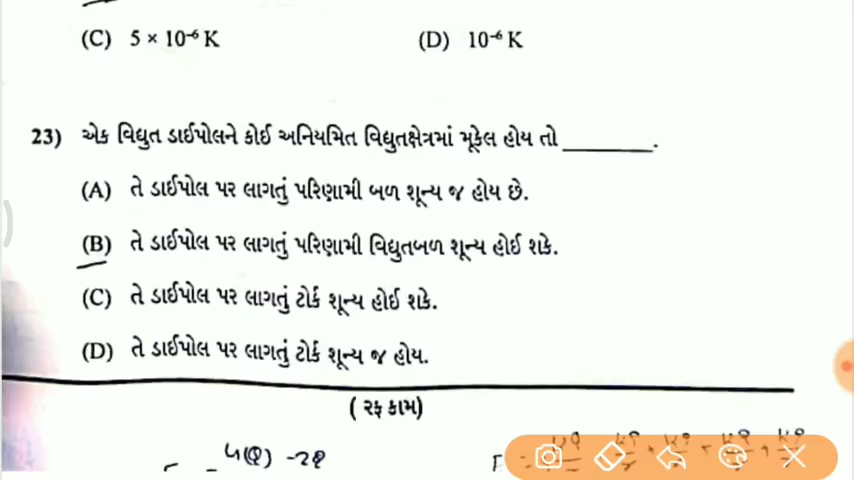 (C) 5 × 10⁻⁶ K (D) 10⁻⁶ K
23) એક વિદ્યુત ડાઈપોલને કોઈ અનિયમિત વિદ્યુતક્ષેત્રમાં મૂકેલ હોય તો ________.
(A) તે ડાઈપોલ પર લાગતું પરિણામી બળ શૂન્ય જ હોય છે.
(B) તે ડાઈપોલ પર લાગતું પરિણામી વિદ્યુતબળ શૂન્ય હોઈ શકે.
(C) તે ડાઈપોલ પર લાગતું ટોર્ક શૂન્ય હોઈ શકે.
(D) તે ડાઈપોલ પર લાગતું ટોર્ક શૂન્ય જ હોય.
( રફ કામ)